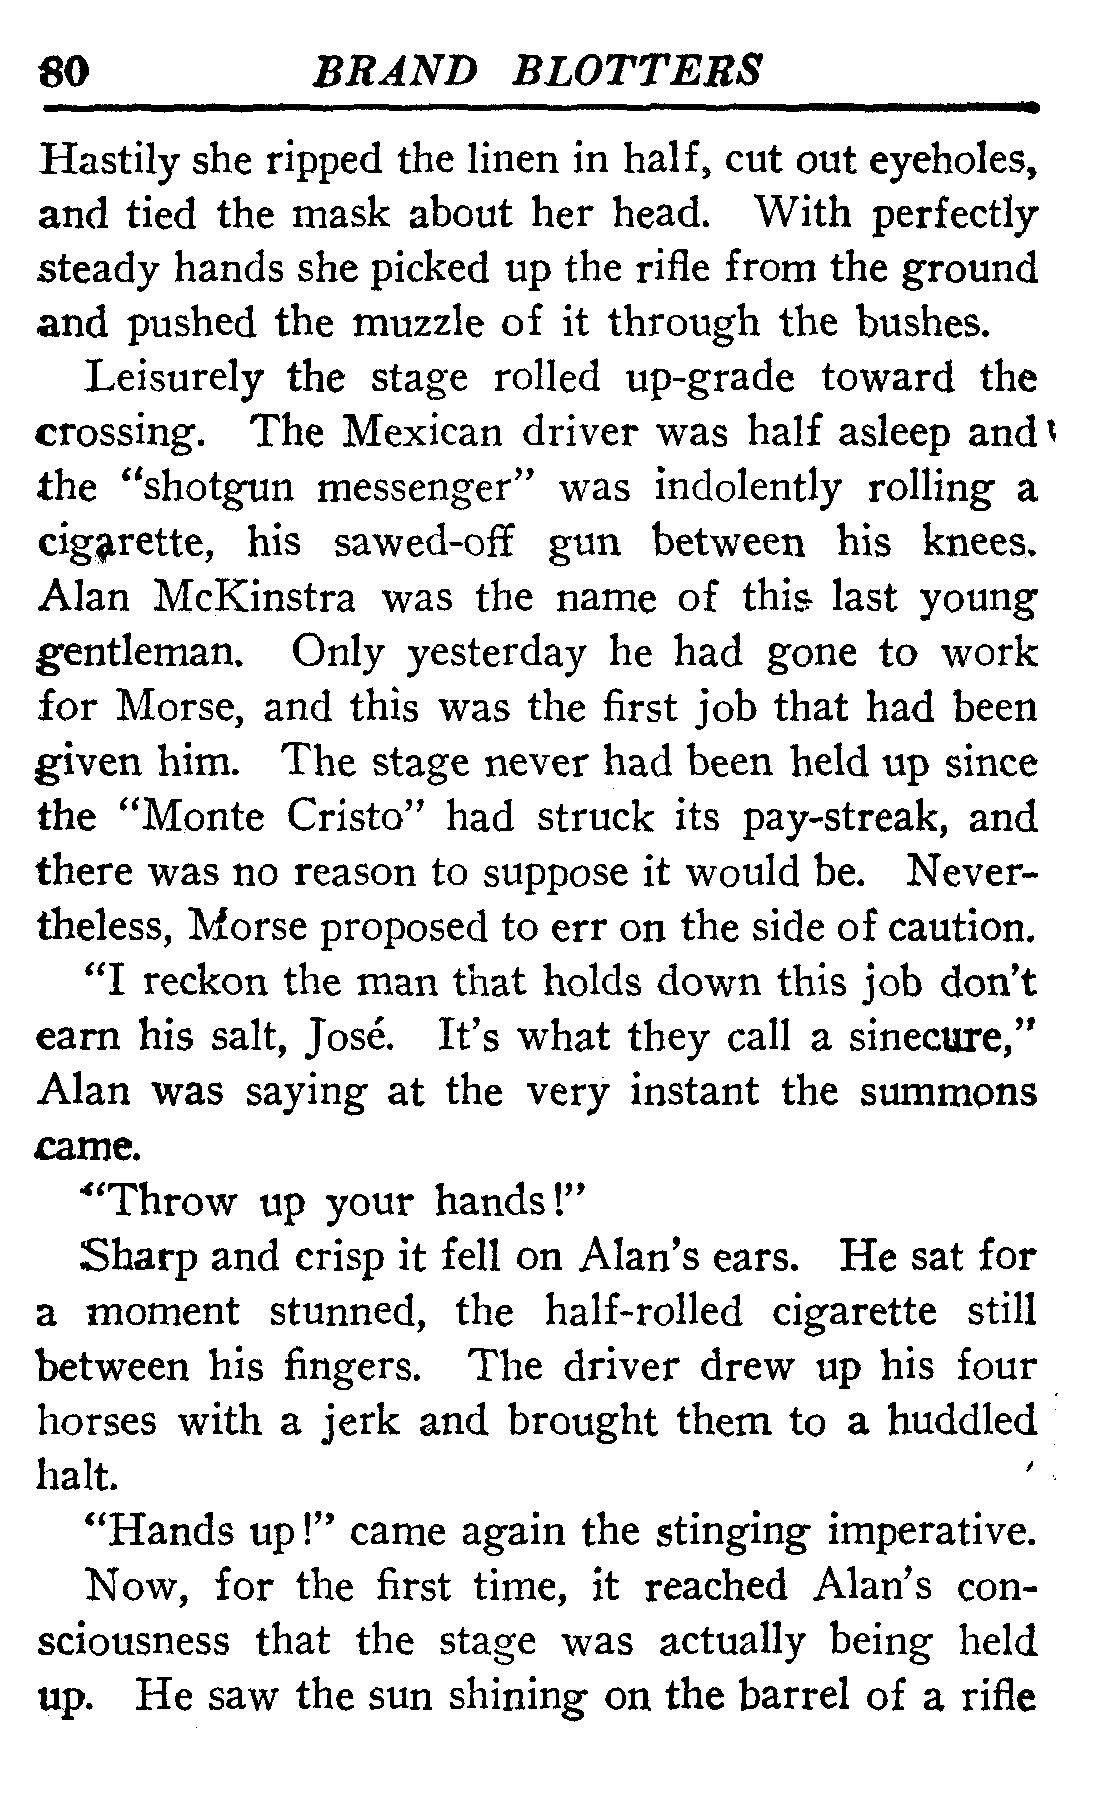 80 BRAND BLOTTERS
Hastily she ripped the linen in half, cut out eyeholes,
and tied the mask about her head. With perfectly
steady hands she picked up the rifle from the ground
and pushed the muzzle of it through the bushes.
Leisurely the stage rolled up-grade toward the
crossing. The Mexican driver was half asleep and
the “shotgun messenger” was indolently rolling a
cigarette, his sawed-off gun between his knees.
Alan McKinstra was the name of this last young
gentleman. Only yesterday he had gone to work
for Morse, and this was the first job that had been
given him. The stage never had been held up since
the “Monte Cristo” had struck its pay-streak, and
there was no reason to suppose it would be. Never-
theless, Morse proposed to err on the side of caution.
“I reckon the man that holds down this job don’t
earn his salt, José. It’s what they call a sinecure,”
Alan was saying at the very instant the summons
came.
“Throw up your hands!”
Sharp and crisp it fell on Alan’s ears. He sat for
a moment stunned, the half-rolled cigarette still
between his fingers. The driver drew up his four
horses with a jerk and brought them to a huddled
halt.
“Hands up!” came again the stinging imperative.
Now, for the first time, it reached Alan’s con-
sciousness that the stage was actually being held
up. He saw the sun shining on the barrel of a rifle